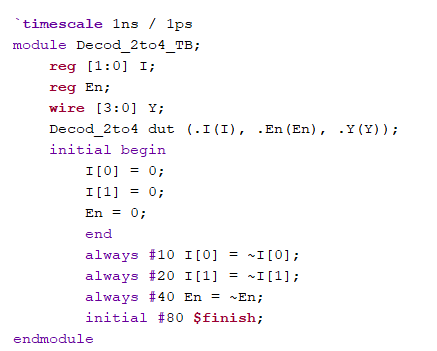 `timescale 1ns / 1ps
module Decod_2to4_TB;
    reg [1:0] I;
    reg En;
    wire [3:0] Y;
    Decod_2to4 dut (.I(I), .En(En), .Y(Y));
    initial begin
        I[0] = 0;
        I[1] = 0;
        En = 0;
        end
        always #10 I[0] = ~I[0];
        always #20 I[1] = ~I[1];
        always #40 En = ~En;
        initial #80 $finish;
endmodule